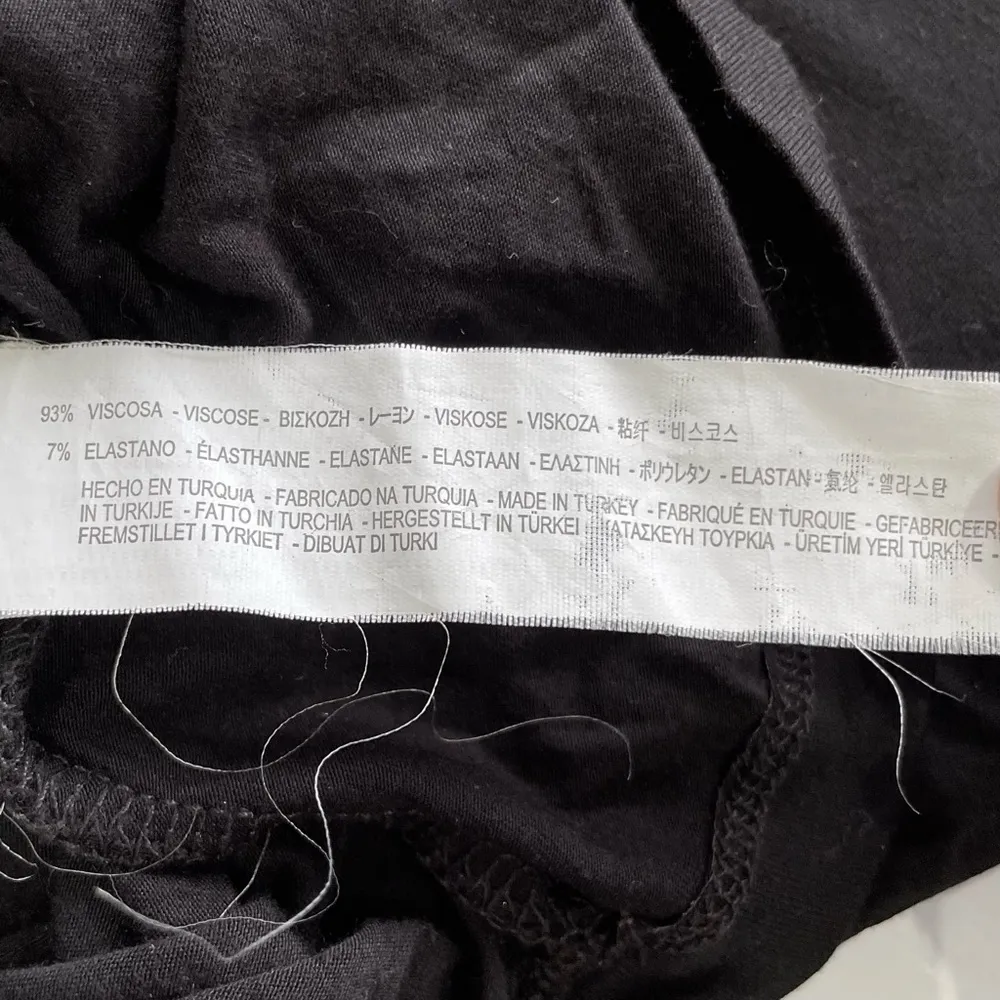 93% VISCOSA - VISCOSE - ΒΙΣΚΟΖΗ - レーヨン - VISKOSE - VISKOZA - 粘纤 - 비스코스
7% ELASTANO - ÉLASTHANNE - ELASTANE - ELASTAAN - ΕΛΑΣΤΙΝΗ - ポリウレタン - ELASTAN - 氨纶 - 엘라스탄
HECHO EN TURQUIA - FABRICADO NA TURQUIA - MADE IN TURKEY - FABRIQUÉ EN TURQUIE - GEFABRICEER
IN TURKIJE - FATTO IN TURCHIA - HERGESTELLT IN TÜRKEI ΚΑΤΑΣΚΕΥΗ ΤΟΥΡΚΙΑ - ÜRETİM YERİ TÜRKİYE -
FREMSTILLET I TYRKIET - DIBUAT DI TURKI